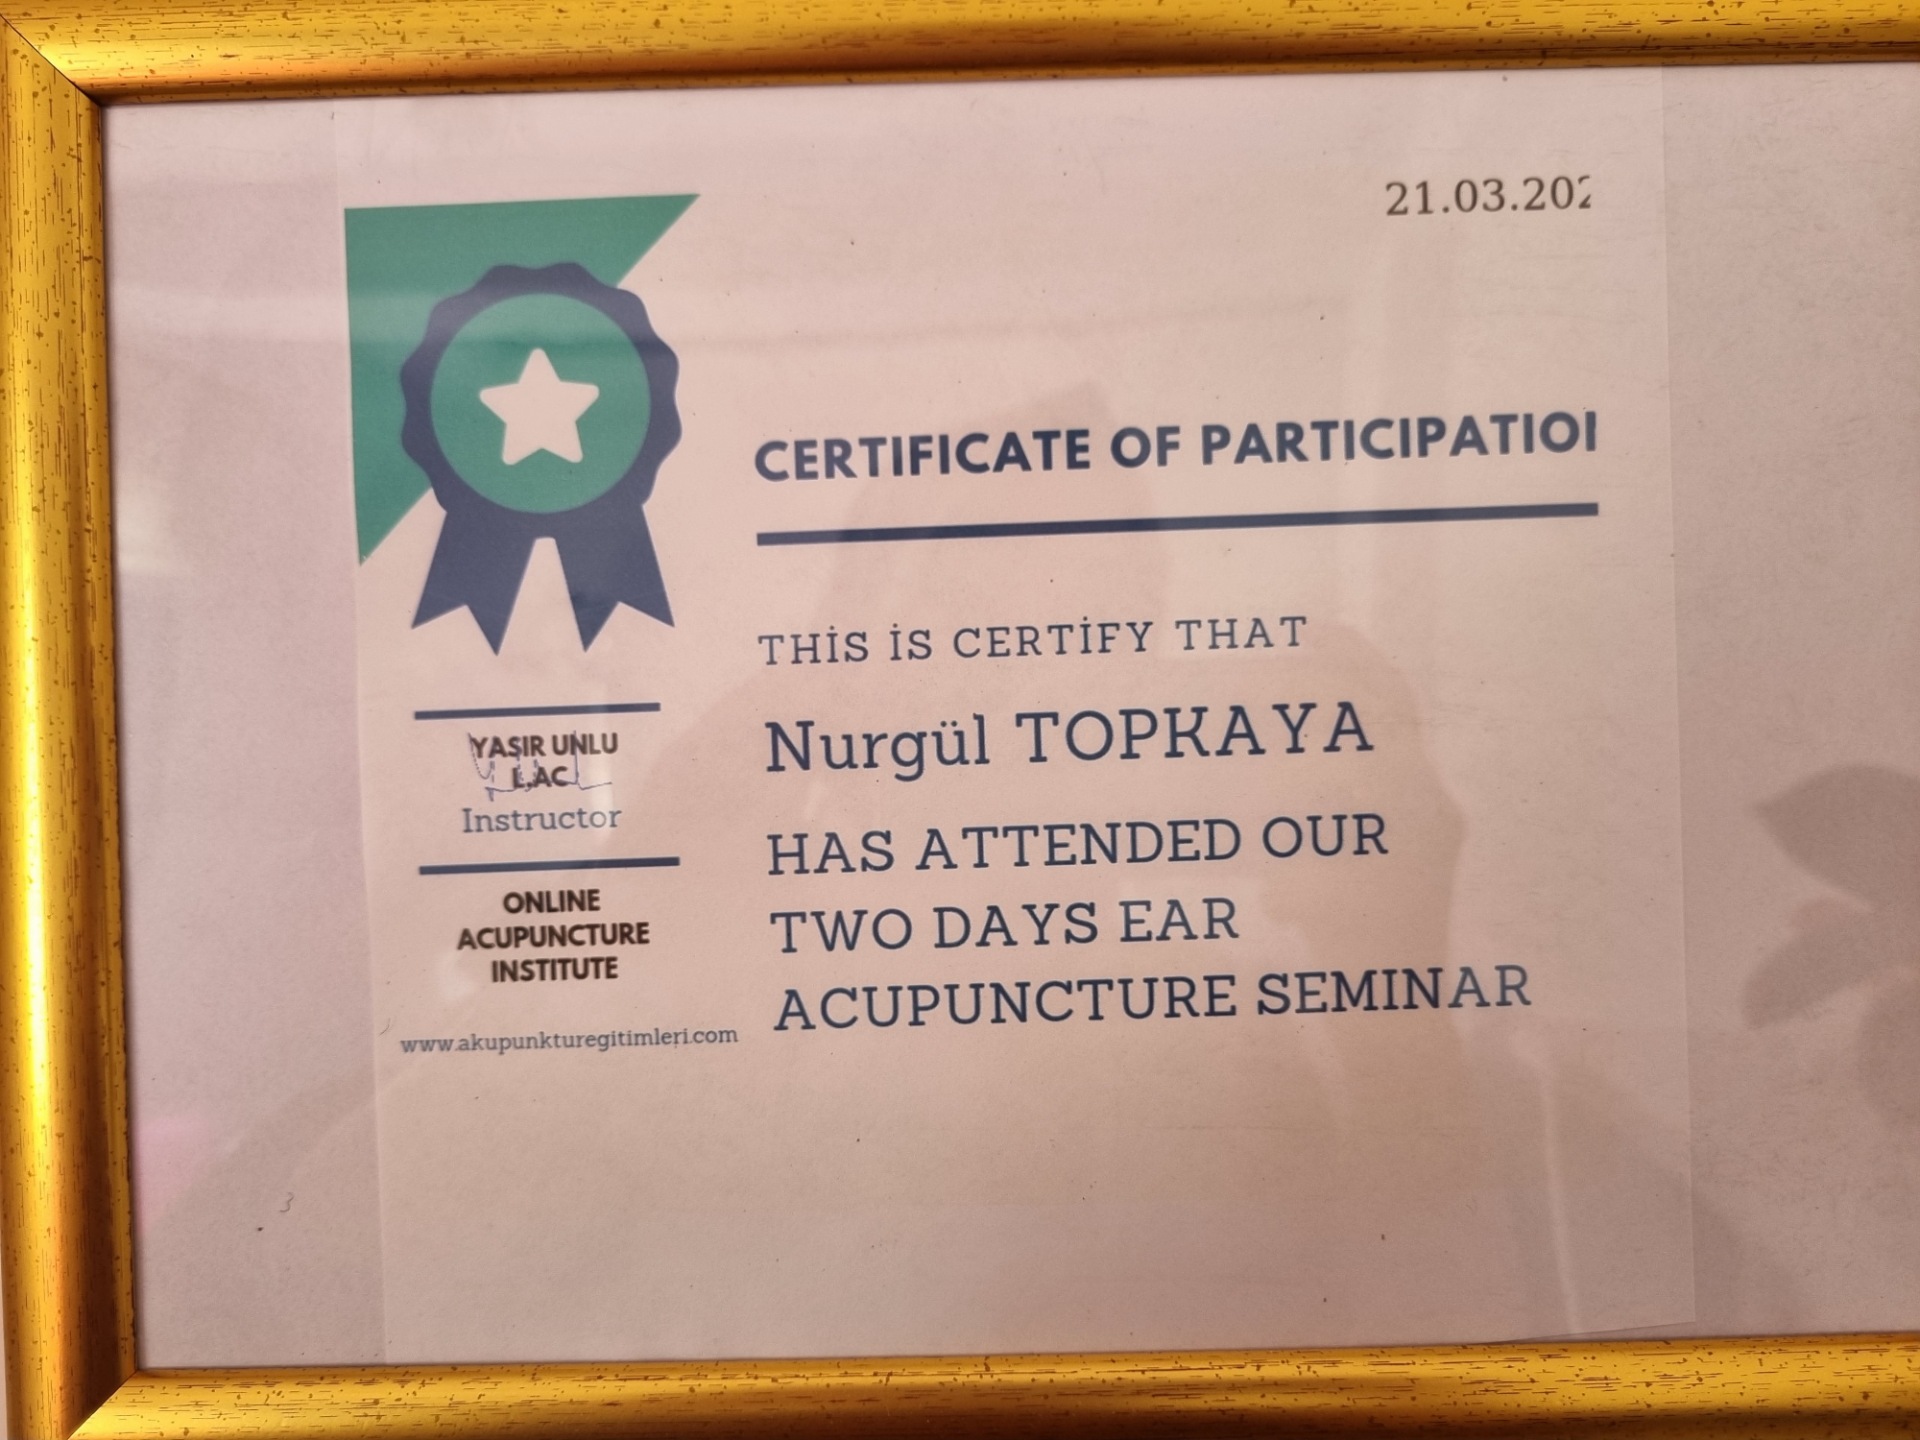 21.03.202
CERTIFICATE OF PARTICIPATIO
THİS İS CERTİFY THAT
Nurgül TOPKAYA
HAS ATTENDED OUR
TWO DAYS EAR
ACUPUNCTURE SEMINAR
YASIR UNLU
L.AC
Instructor
ONLINE
ACUPUNCTURE
INSTITUTE
www.akupunkturegitimleri.com